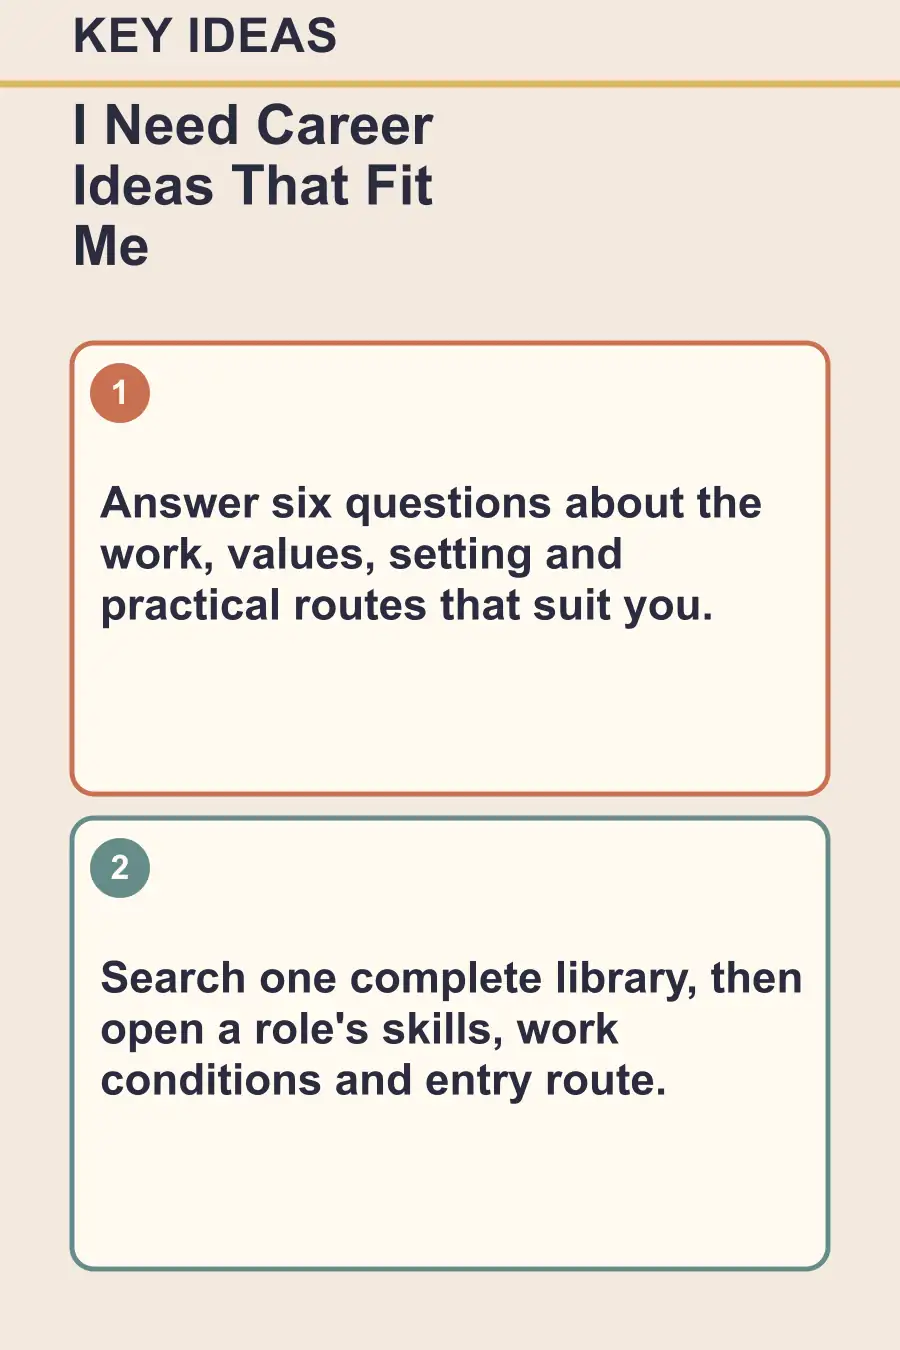 KEY IDEAS
I Need Career
Ideas That Fit
Me
1
Answer six questions about the
work, values, setting and
practical routes that suit you.
2
Search one complete library, then
open a role's skills, work
conditions and entry route.